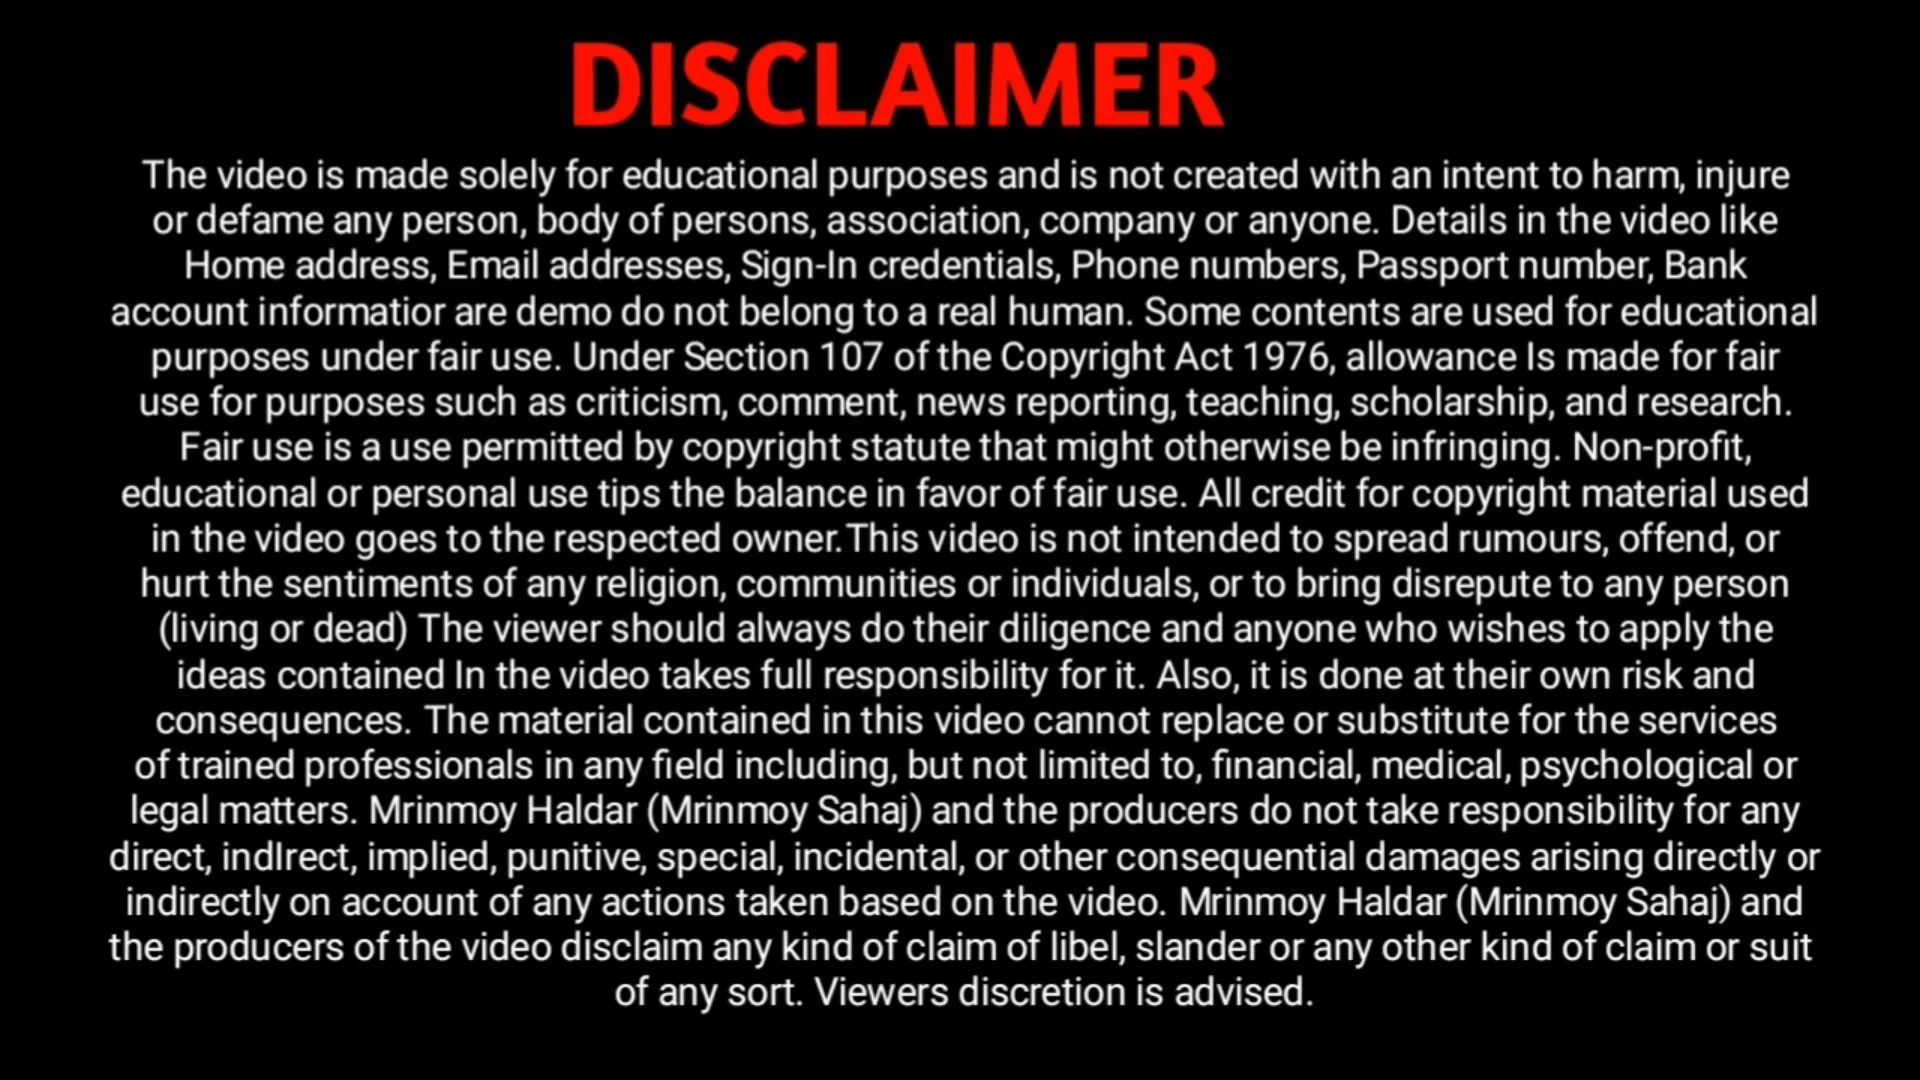 DISCLAIMER
The video is made solely for educational purposes and is not created with an intent to harm, injure
or defame any person, body of persons, association, company or anyone. Details in the video like
Home address, Email addresses, Sign-In credentials, Phone numbers, Passport number, Bank
account informatior are demo do not belong to a real human. Some contents are used for educational
purposes under fair use. Under Section 107 of the Copyright Act 1976, allowance Is made for fair
use for purposes such as criticism, comment, news reporting, teaching, scholarship, and research.
Fair use is a use permitted by copyright statute that might otherwise be infringing. Non-profit,
educational or personal use tips the balance in favor of fair use. All credit for copyright material used
in the video goes to the respected owner.This video is not intended to spread rumours, offend, or
hurt the sentiments of any religion, communities or individuals, or to bring disrepute to any person
(living or dead) The viewer should always do their diligence and anyone who wishes to apply the
ideas contained In the video takes full responsibility for it. Also, it is done at their own risk and
consequences. The material contained in this video cannot replace or substitute for the services
of trained professionals in any field including, but not limited to, financial, medical, psychological or
legal matters. Mrinmoy Haldar (Mrinmoy Sahaj) and the producers do not take responsibility for any
direct, indIrect, implied, punitive, special, incidental, or other consequential damages arising directly or
indirectly on account of any actions taken based on the video. Mrinmoy Haldar (Mrinmoy Sahaj) and
the producers of the video disclaim any kind of claim of libel, slander or any other kind of claim or suit
of any sort. Viewers discretion is advised.